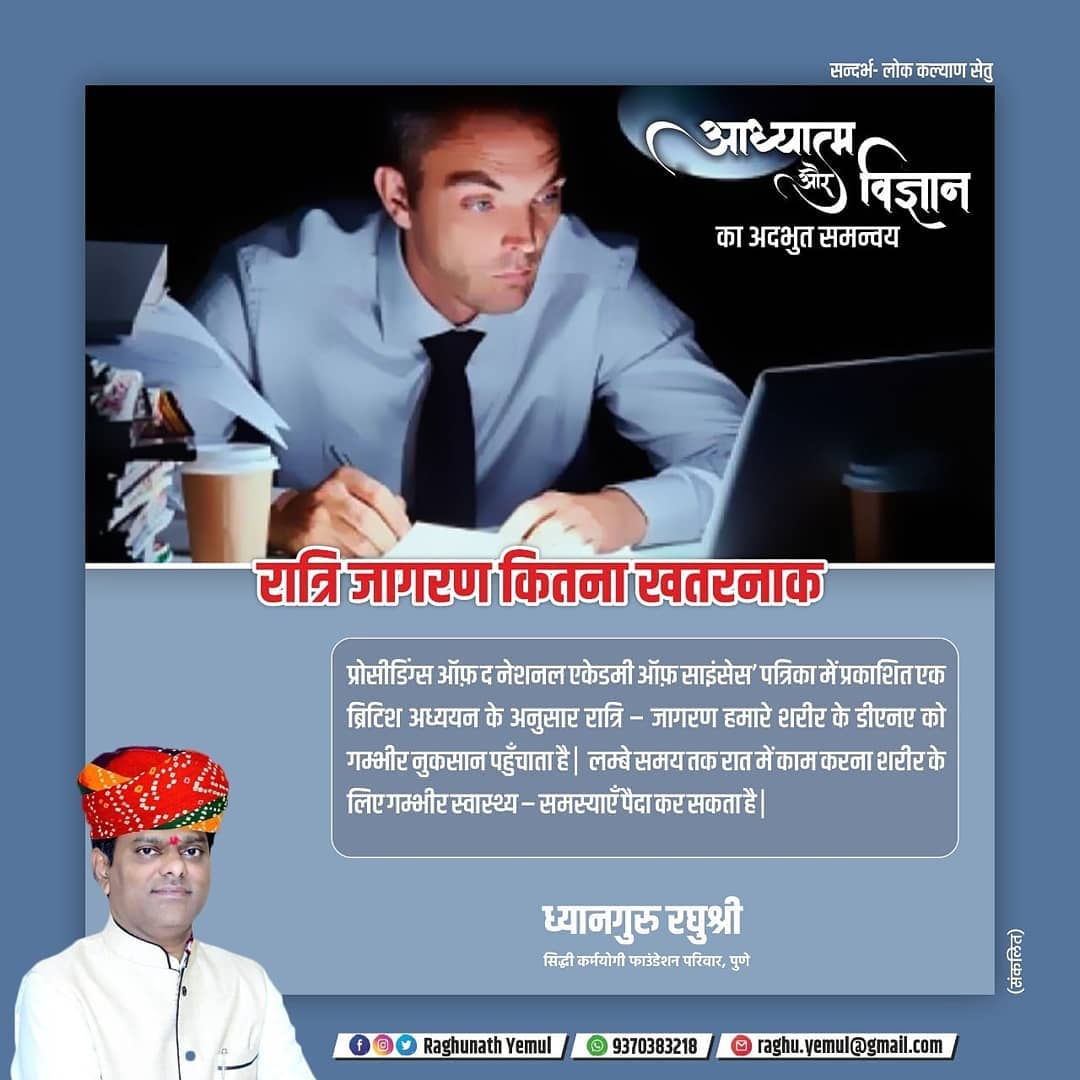 सन्दर्भ- लोक कल्याण सेतु
आध्यात्म
और विज्ञान
का अदभुत समन्वय
रात्रि जागरण कितना खतरनाक
प्रोसीडिंग्स ऑफ़ द नेशनल एकेडमी ऑफ़ साइंसेस’ पत्रिका में प्रकाशित एक
ब्रिटिश अध्ययन के अनुसार रात्रि – जागरण हमारे शरीर के डीएनए को
गम्भीर नुकसान पहुँचाता है| लम्बे समय तक रात में काम करना शरीर के
लिए गम्भीर स्वास्थ्य – समस्याएँ पैदा कर सकता है|
ध्यानगुरु रघुश्री
सिद्धी कर्मयोगी फाउंडेशन परिवार, पुणे
(संकलित)
Raghunath Yemul 9370383218 raghu.yemul@gmail.com